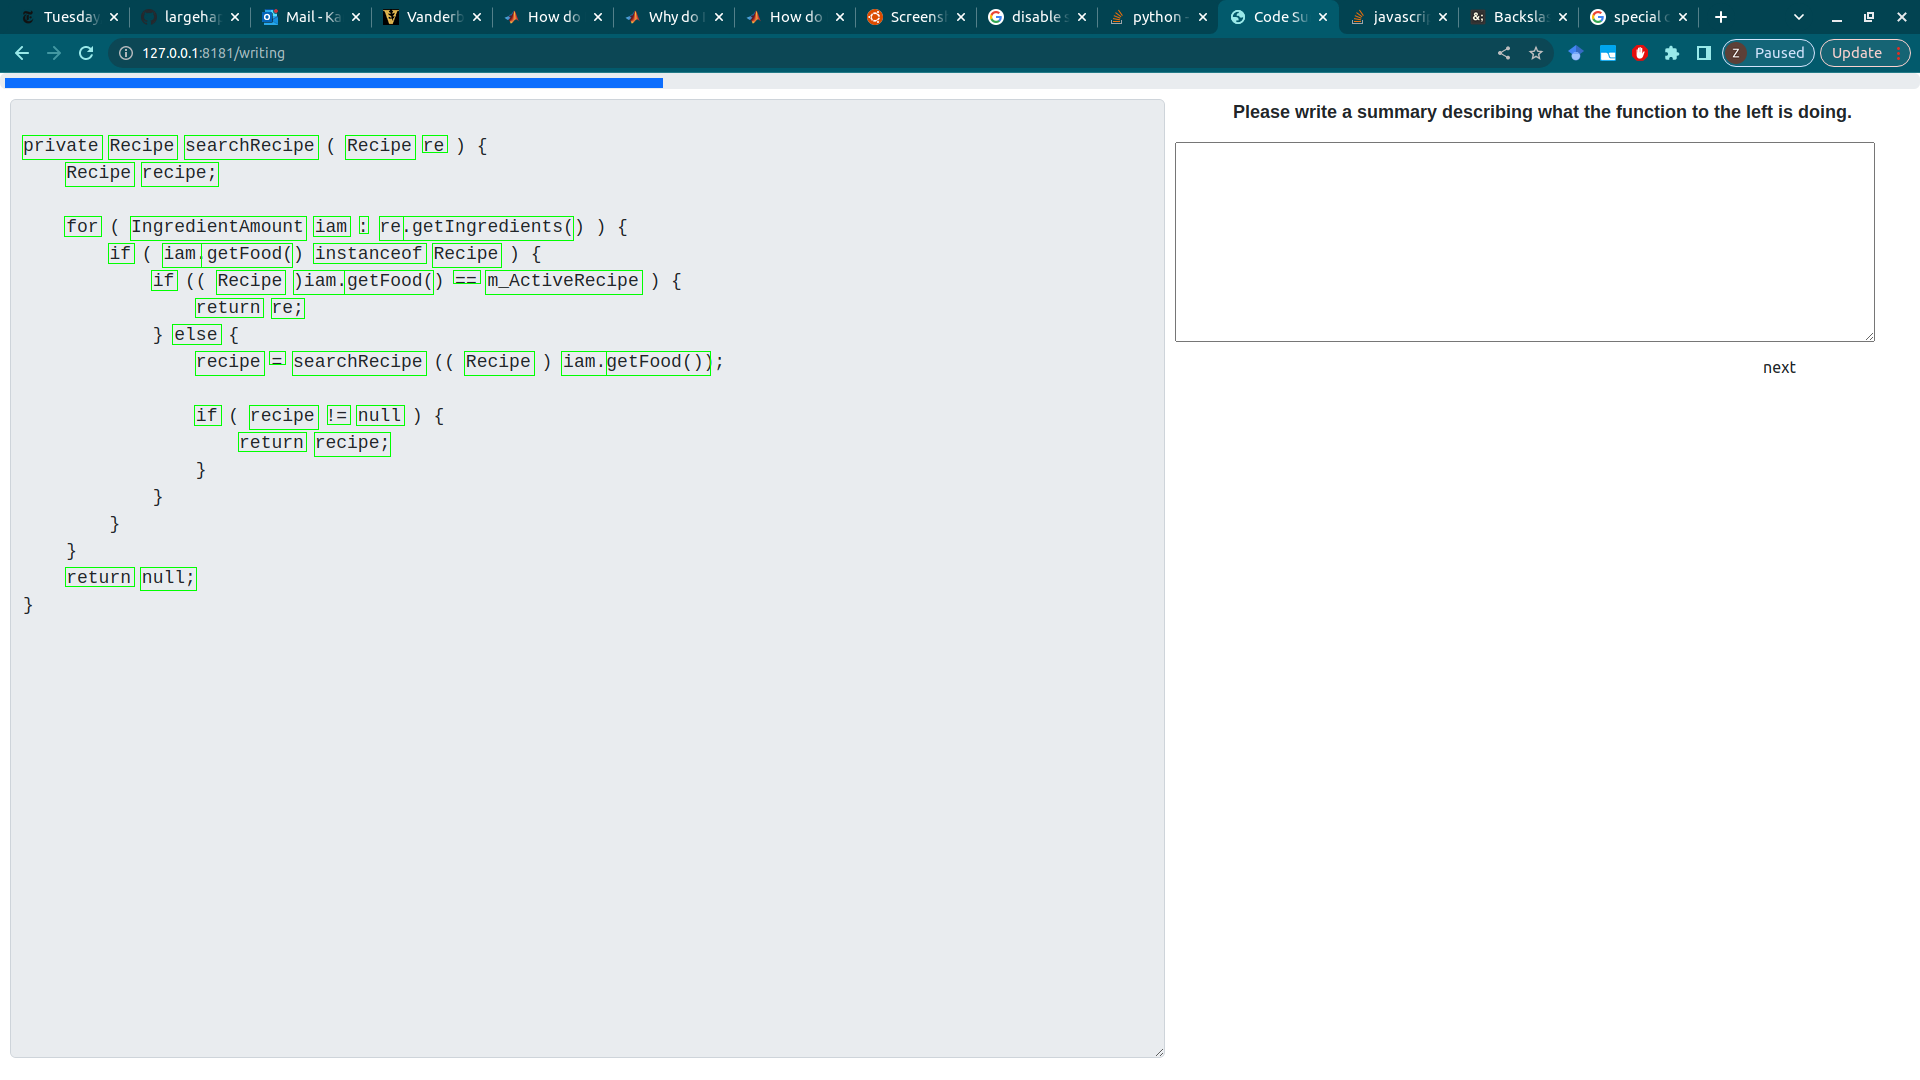 Tuesday
largeha
Mail - Ka
Vanderb
How do
Why do
How do
Screens
disable s
python -
Code Su
javascri
Backsla
special c
127.0.0.1:8181/writing
Z Paused
Update
Please write a summary describing what the function to the left is doing.
private Recipe searchRecipe ( Recipe re ) {
Recipe recipe;
for ( IngredientAmount iam : re.getIngredients() ) {
if ( iam.getFood() instanceof Recipe ) {
if (( Recipe )iam.getFood() == m_ActiveRecipe ) {
return re;
} else {
recipe = searchRecipe (( Recipe ) iam.getFood());
if ( recipe != null ) {
return recipe;
}
}
}
}
return null;
}
next